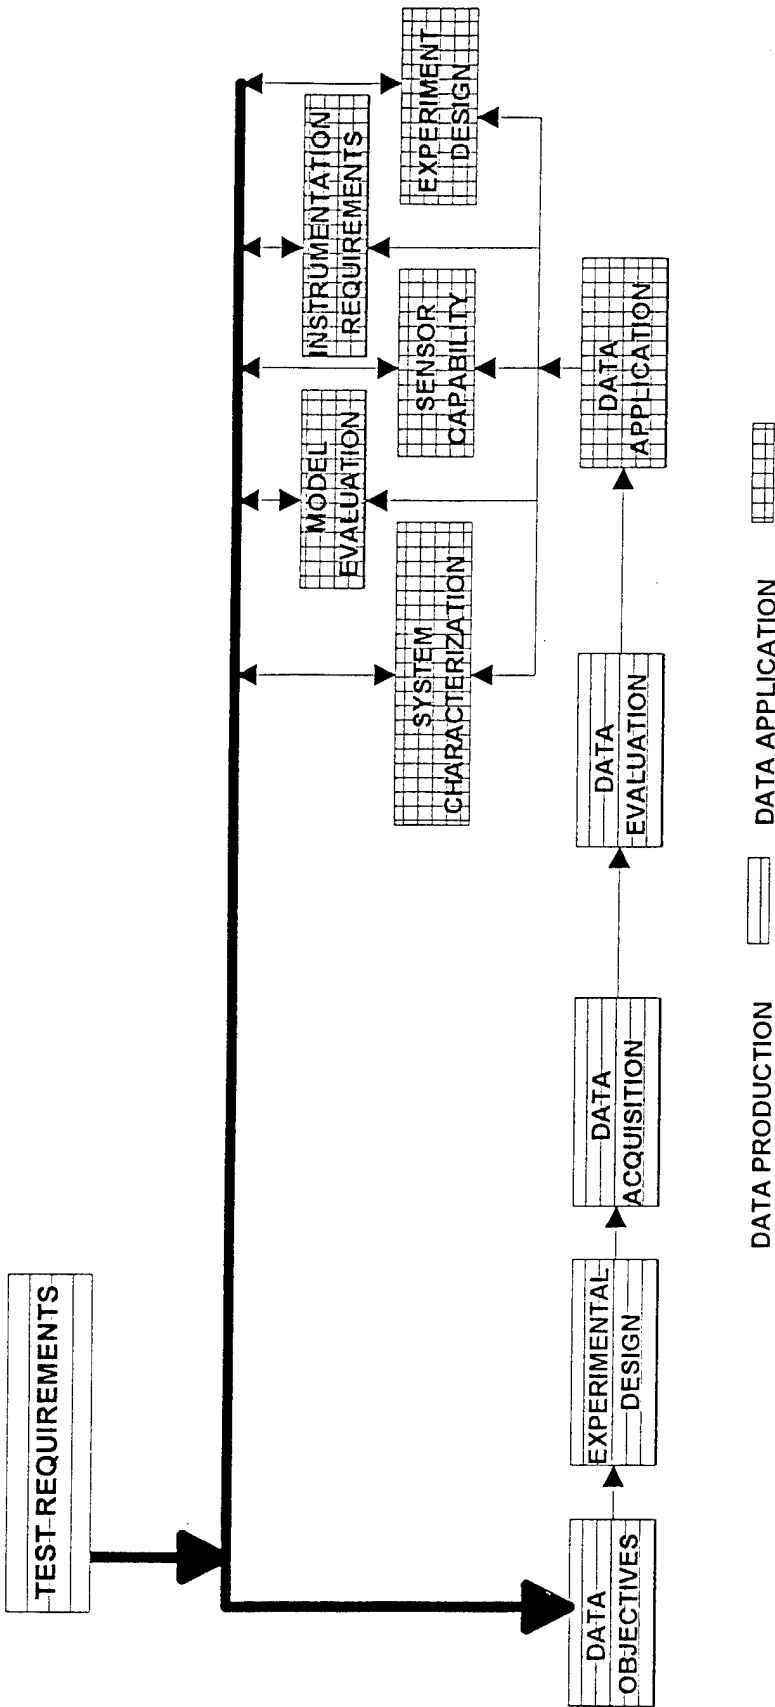 TEST REQUIREMENTS
INSTRUMENTATION
REQUIREMENTS
MODEL
EVALUATION
EXPERIMENT
DESIGN
SENSOR
CAPABILITY
SYSTEM
CHARACTERIZATION
DATA
OBJECTIVES
EXPERIMENTAL
DESIGN
DATA
ACQUISITION
DATA
EVALUATION
DATA
APPLICATION
DATA PRODUCTION
DATA APPLICATION